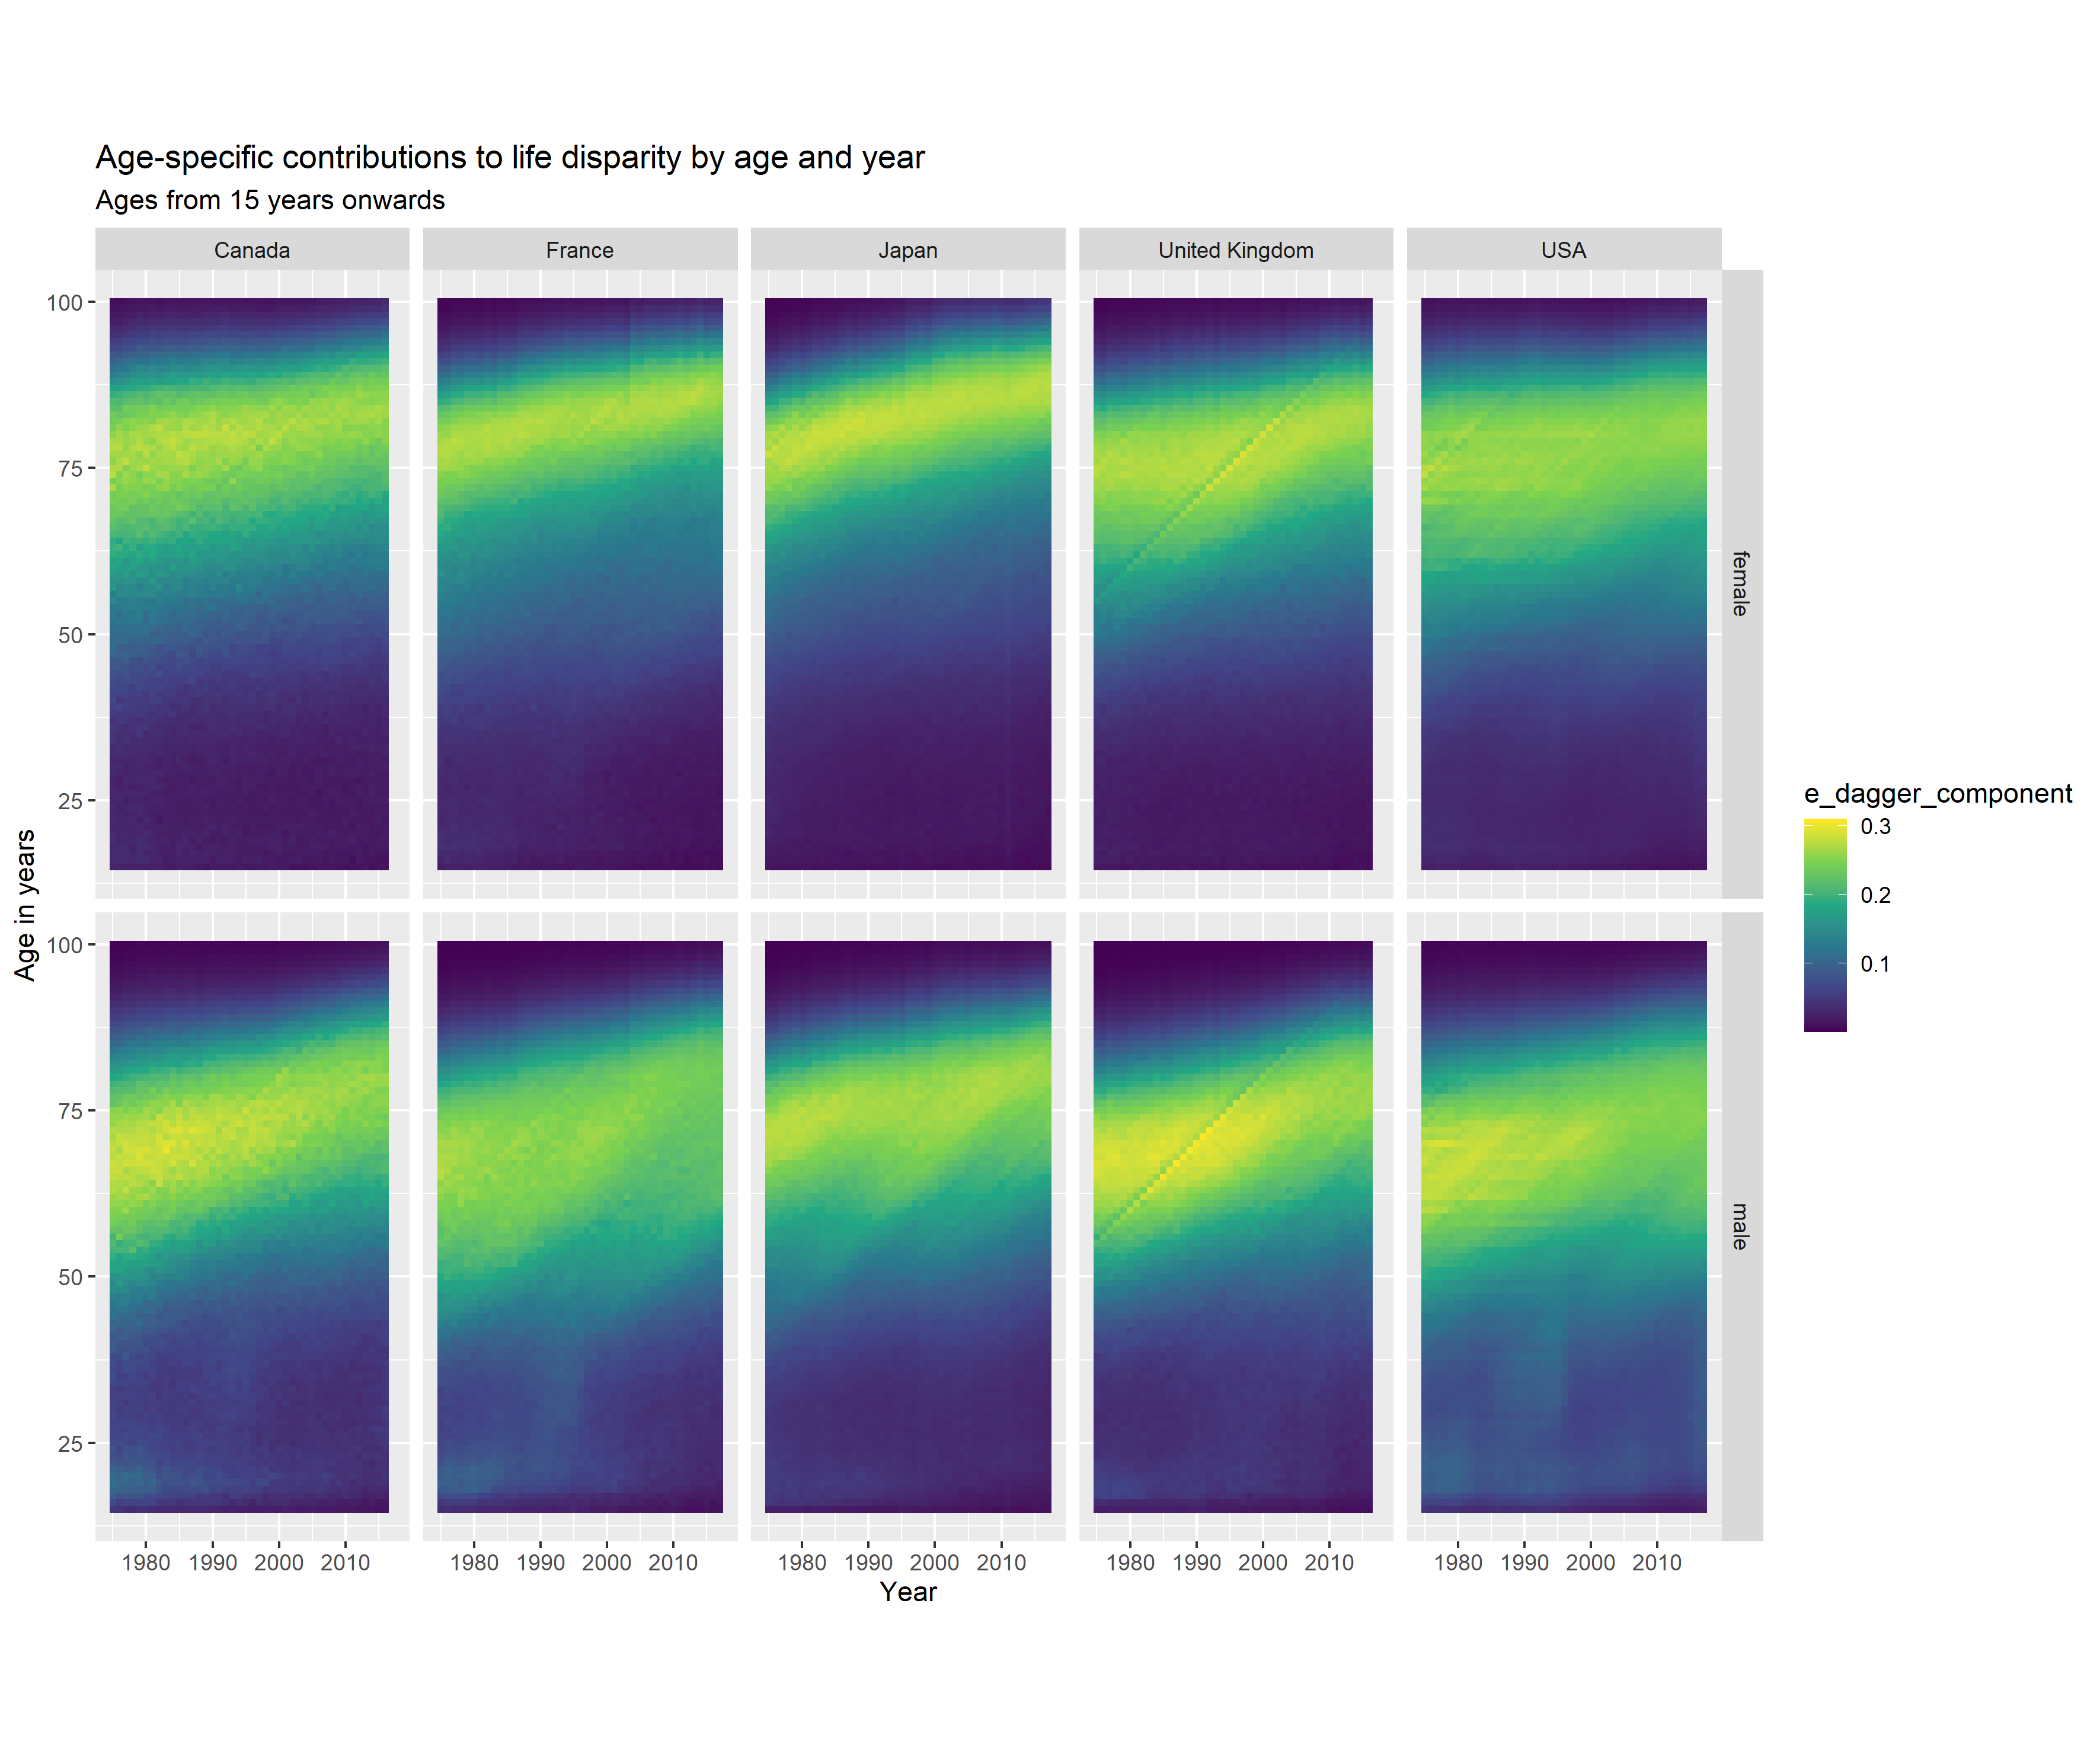 Age-specific contributions to life disparity by age and year
Ages from 15 years onwards
Canada France Japan United Kingdom USA
100
75
50
25
female
100
75
50
25
male
Age in years
1980 1990 2000 2010 1980 1990 2000 2010 1980 1990 2000 2010 1980 1990 2000 2010 1980 1990 2000 2010
Year
e_dagger_component
0.3
0.2
0.1